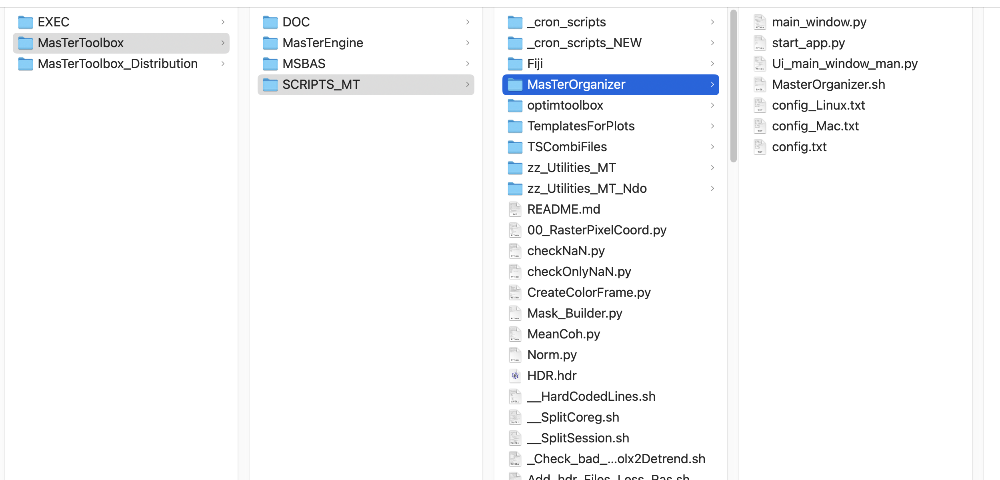 EXEC
MasTerToolbox
MasTerToolbox_Distribution
DOC
MasTerEngine
MSBAS
SCRIPTS_MT
_cron_scripts
_cron_scripts_NEW
Fiji
MasTerOrganizer
optimtoolbox
TemplatesForPlots
TSCombiFiles
zz_Utilities_MT
zz_Utilities_MT_Ndo
README.md
00_RasterPixelCoord.py
checkNaN.py
checkOnlyNaN.py
CreateColorFrame.py
Mask_Builder.py
MeanCoh.py
Norm.py
HDR.hdr
__HardCodedLines.sh
__SplitCoreg.sh
__SplitSession.sh
_Check_bad_...olx2Detrend.sh
Add_hdr_Files_Less_Ras.sh
main_window.py
start_app.py
Ui_main_window_man.py
MasterOrganizer.sh
config_Linux.txt
config_Mac.txt
config.txt